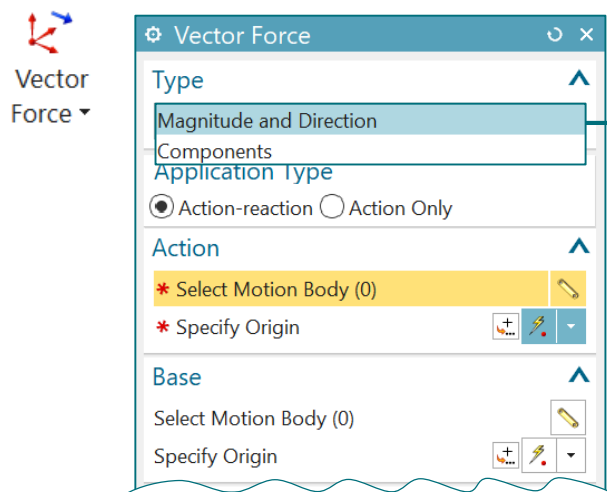 Vector
Force
Vector Force
Type
Magnitude and Direction
Components
Application Type
Action-reaction Action Only
Action
* Select Motion Body (0)
* Specify Origin
Base
Select Motion Body (0)
Specify Origin